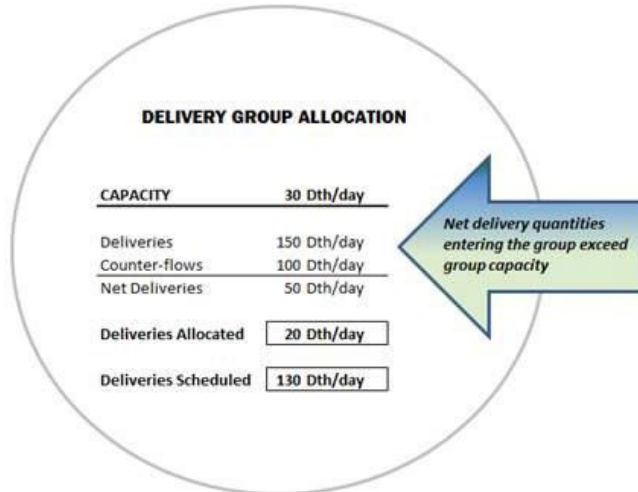 DELIVERY GROUP ALLOCATION
CAPACITY 30 Dth/day
Deliveries 150 Dth/day
Counter-flows 100 Dth/day
Net Deliveries 50 Dth/day
Deliveries Allocated 20 Dth/day
Deliveries Scheduled 130 Dth/day
Net delivery quantities
entering the group exceed
group capacity